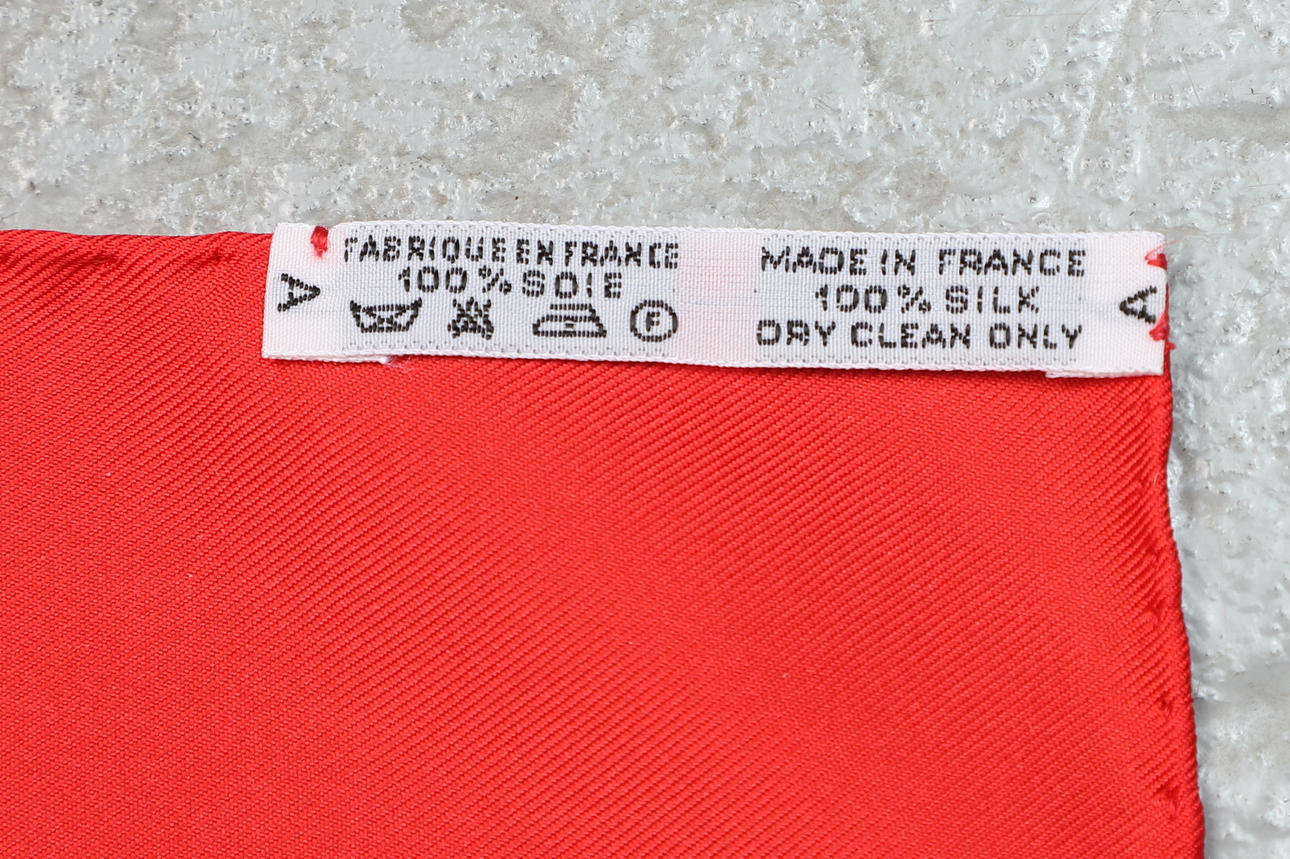 A
FABRIQUE EN FRANCE
100% SOIE
F
MADE IN FRANCE
100% SILK
DRY CLEAN ONLY
A